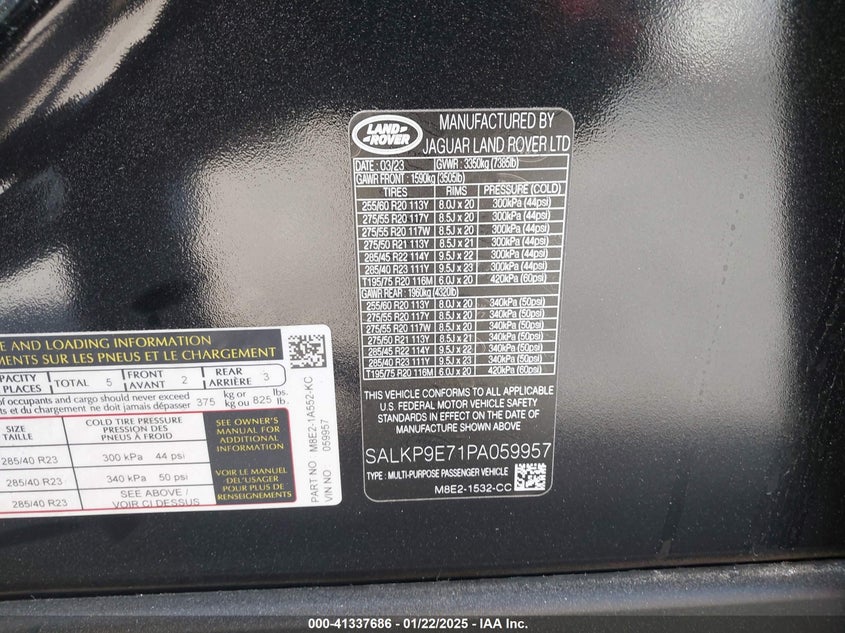 LAND ROVER
MANUFACTURED BY
JAGUAR LAND ROVER LTD
DATE : 03/23 GVWR : 3350kg (7385lb)
GAWR FRONT : 1590kg (3505lb)
TIRES RIMS PRESSURE (COLD)
255/60 R20 113Y 8.0J x 20 300kPa (44psi)
275/55 R20 117Y 8.5J x 20 300kPa (44psi)
275/55 R20 117W 8.5J x 20 300kPa (44psi)
275/50 R21 113Y 8.5J x 21 300kPa (44psi)
285/45 R22 114Y 9.5J x 22 300kPa (44psi)
285/40 R23 111Y 9.5J x 23 300kPa (44psi)
T195/75 R20 116M 6.0J x 20 420kPa (60psi)
GAWR REAR : 1960kg (4320lb)
255/60 R20 113Y 8.0J x 20 340kPa (50psi)
275/55 R20 117Y 8.5J x 20 340kPa (50psi)
275/55 R20 117W 8.5J x 20 340kPa (50psi)
275/50 R21 113Y 8.5J x 21 340kPa (50psi)
285/45 R22 114Y 9.5J x 22 340kPa (50psi)
285/40 R23 111Y 9.5J x 23 340kPa (50psi)
T195/75 R20 116M 6.0J x 20 420kPa (60psi)
THIS VEHICLE CONFORMS TO ALL APPLICABLE
U.S. FEDERAL MOTOR VEHICLE SAFETY
STANDARDS IN EFFECT ON THE DATE OF
MANUFACTURE SHOWN ABOVE
SALKP9E71PA059957
TYPE : MULTI-PURPOSE PASSENGER VEHICLE
M8E2-1532-CC
E AND LOADING INFORMATION
EMENTS SUR LES PNEUS ET LE CHARGEMENT
PACITY TOTAL 5 FRONT 2 REAR 3
PLACES AVANT ARRIÈRE
of occupants and cargo should never exceed 375 kg or 825 lbs.
ts et du chargement ne doit jamais dépasser kg ou lb.
SIZE COLD TIRE PRESSURE
TAILLE PRESSION DES
PNEUS À FROID
285/40 R23 300 kPa 44 psi
285/40 R23 340 kPa 50 psi
285/40 R23 SEE ABOVE /
VOIR CI DESSUS
SEE OWNER'S
MANUAL FOR
ADDITIONAL
INFORMATION
VOIR LE MANUEL
DE L'USAGER
POUR PLUS DE
RENSEIGNEMENTS
PART NO M8E2-1A552-KC
VIN NO 059957
000-41337686 - 01/22/2025 - IAA Inc.